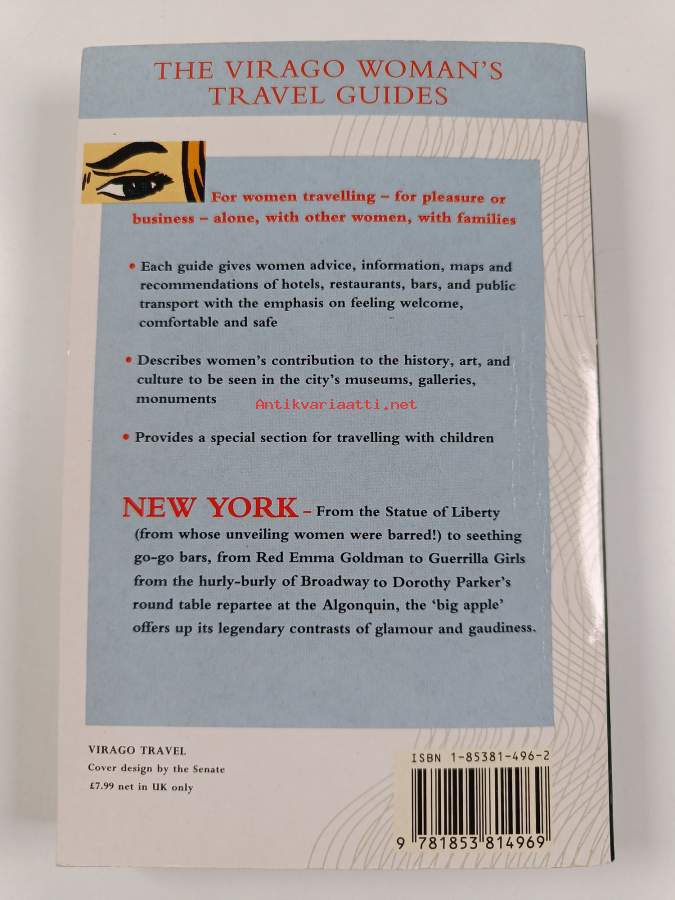 THE VIRAGO WOMAN'S
TRAVEL GUIDES
For women travelling – for pleasure or
business – alone, with other women, with families
• Each guide gives women advice, information, maps and
recommendations of hotels, restaurants, bars, and public
transport with the emphasis on feeling welcome,
comfortable and safe
• Describes women's contribution to the history, art, and
culture to be seen in the city's museums, galleries,
monuments
Antikvariaatti.net
• Provides a special section for travelling with children
NEW YORK – From the Statue of Liberty
(from whose unveiling women were barred!) to seething
go-go bars, from Red Emma Goldman to Guerrilla Girls
from the hurly-burly of Broadway to Dorothy Parker's
round table repartee at the Algonquin, the 'big apple'
offers up its legendary contrasts of glamour and gaudiness.
VIRAGO TRAVEL
Cover design by the Senate
£7.99 net in UK only
ISBN 1-85381-496-2
9 781853 814969